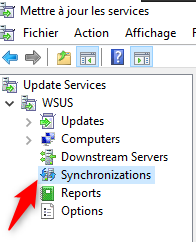 Mettre à jour les services
Fichier Action Affichage
Update Services
WSUS
Updates
Computers
Downstream Servers
Synchronizations
Reports
Options